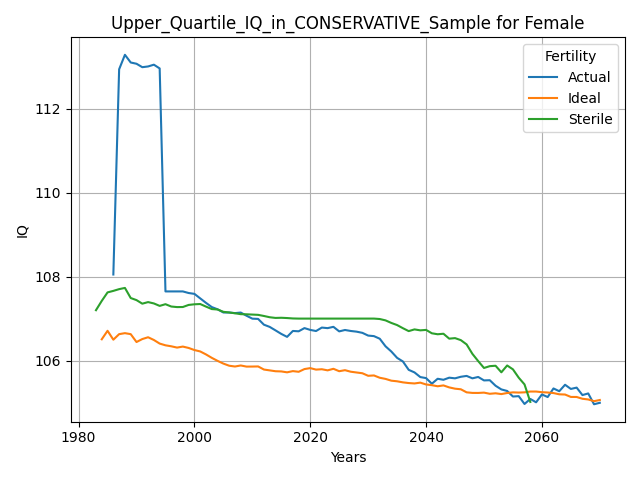 Upper_Quartile_IQ_in_CONSERVATIVE_Sample for Female
Fertility
Actual
Ideal
Sterile
112
110
108
106
IQ
1980
2000
2020
2040
2060
Years